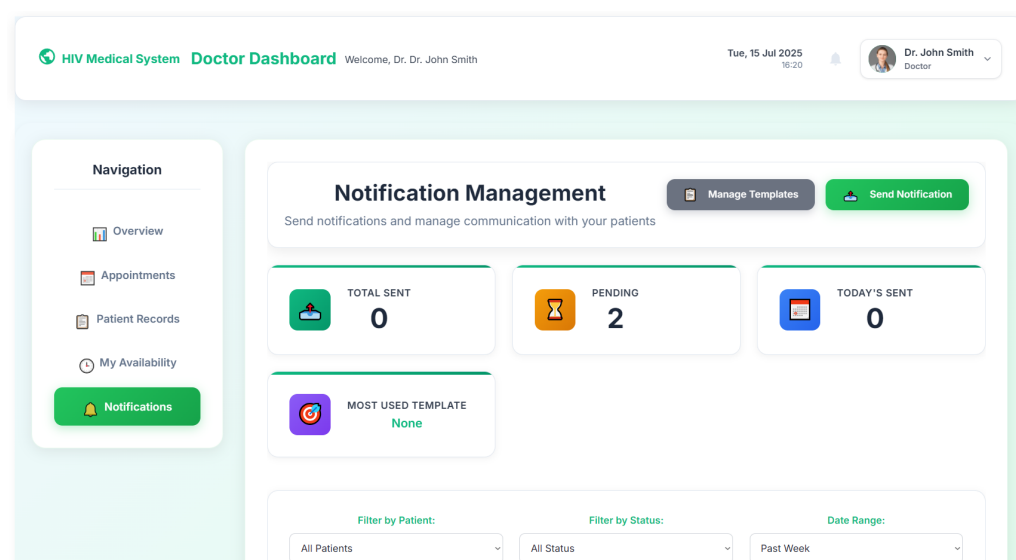 HIV Medical System Doctor Dashboard Welcome, Dr. Dr. John Smith
Tue, 15 Jul 2025
16:20
Dr. John Smith
Doctor
Navigation
Overview
Appointments
Patient Records
My Availability
Notifications
Notification Management
Send notifications and manage communication with your patients
Manage Templates
Send Notification
TOTAL SENT
0
PENDING
2
TODAY'S SENT
0
MOST USED TEMPLATE
None
Filter by Patient:
All Patients
Filter by Status:
All Status
Date Range:
Past Week